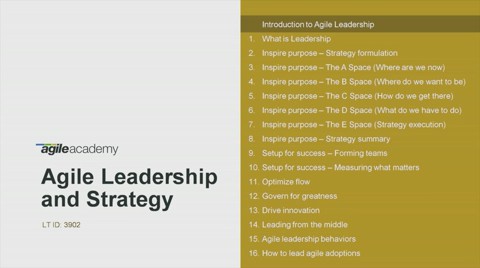 agileacademy
Agile Leadership
and Strategy
LT ID: 3902
Introduction to Agile Leadership
1. What is Leadership
2. Inspire purpose – Strategy formulation
3. Inspire purpose – The A Space (Where are we now)
4. Inspire purpose – The B Space (Where do we want to be)
5. Inspire purpose – The C Space (How do we get there)
6. Inspire purpose – The D Space (What do we have to do)
7. Inspire purpose – The E Space (Strategy execution)
8. Inspire purpose – Strategy summary
9. Setup for success – Forming teams
10. Setup for success – Measuring what matters
11. Optimize flow
12. Govern for greatness
13. Drive innovation
14. Leading from the middle
15. Agile leadership behaviors
16. How to lead agile adoptions